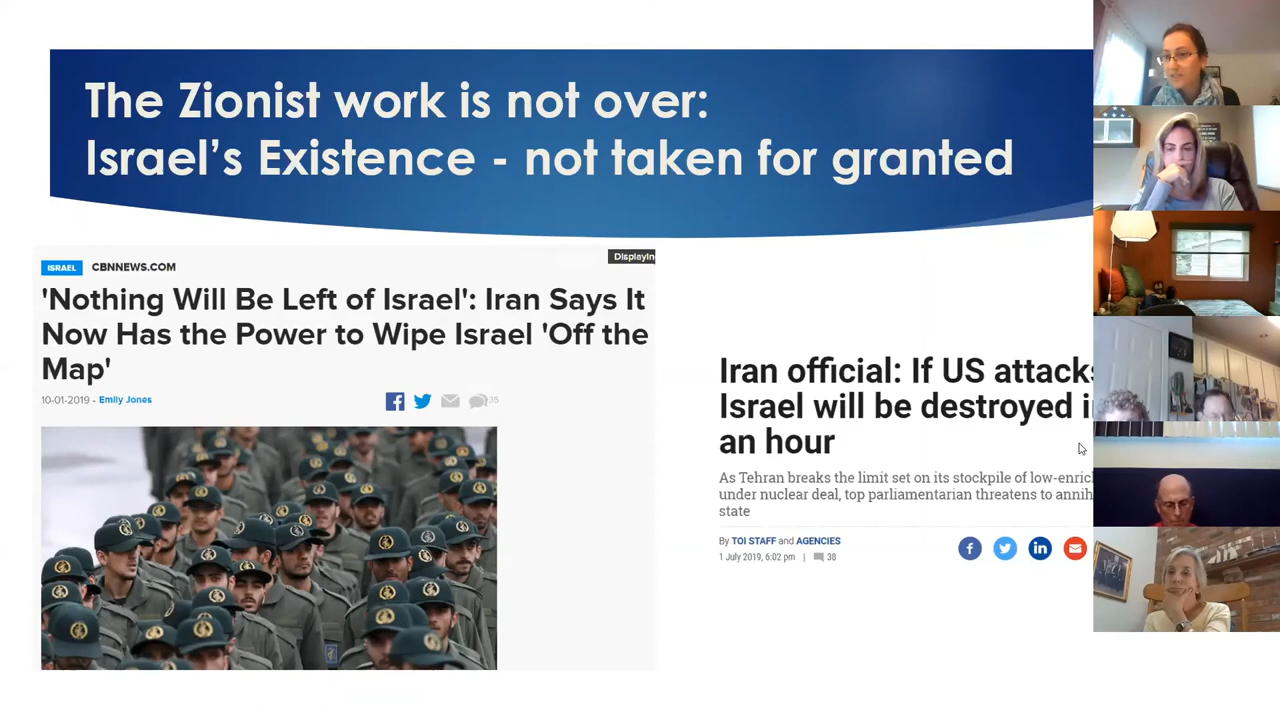 The Zionist work is not over:
Israel's Existence - not taken for granted
Displayin
ISRAEL CBNNEWS.COM
'Nothing Will Be Left of Israel': Iran Says It
Now Has the Power to Wipe Israel 'Off the
Map'
10-01-2019 - Emily Jones
35
Iran official: If US attacks
Israel will be destroyed i
an hour
As Tehran breaks the limit set on its stockpile of low-enric
under nuclear deal, top parliamentarian threatens to annih
state
By TOI STAFF and AGENCIES
1 July 2019, 6:02 pm | 38